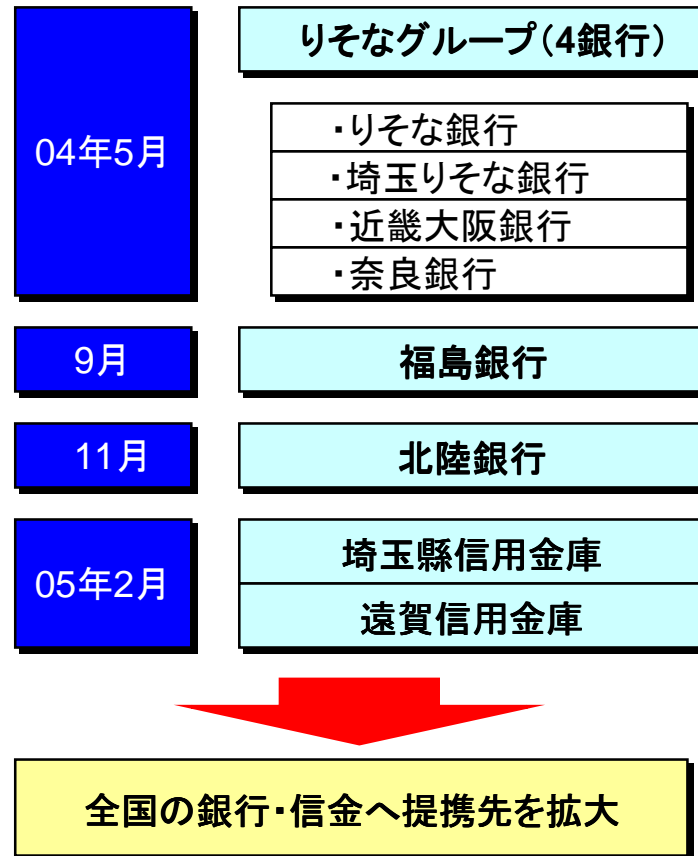 04年5月
りそなグループ（4銀行）
・りそな銀行
・埼玉りそな銀行
・近畿大阪銀行
・奈良銀行
9月
福島銀行
11月
北陸銀行
05年2月
埼玉縣信用金庫
遠賀信用金庫
全国の銀行・信金へ提携先を拡大